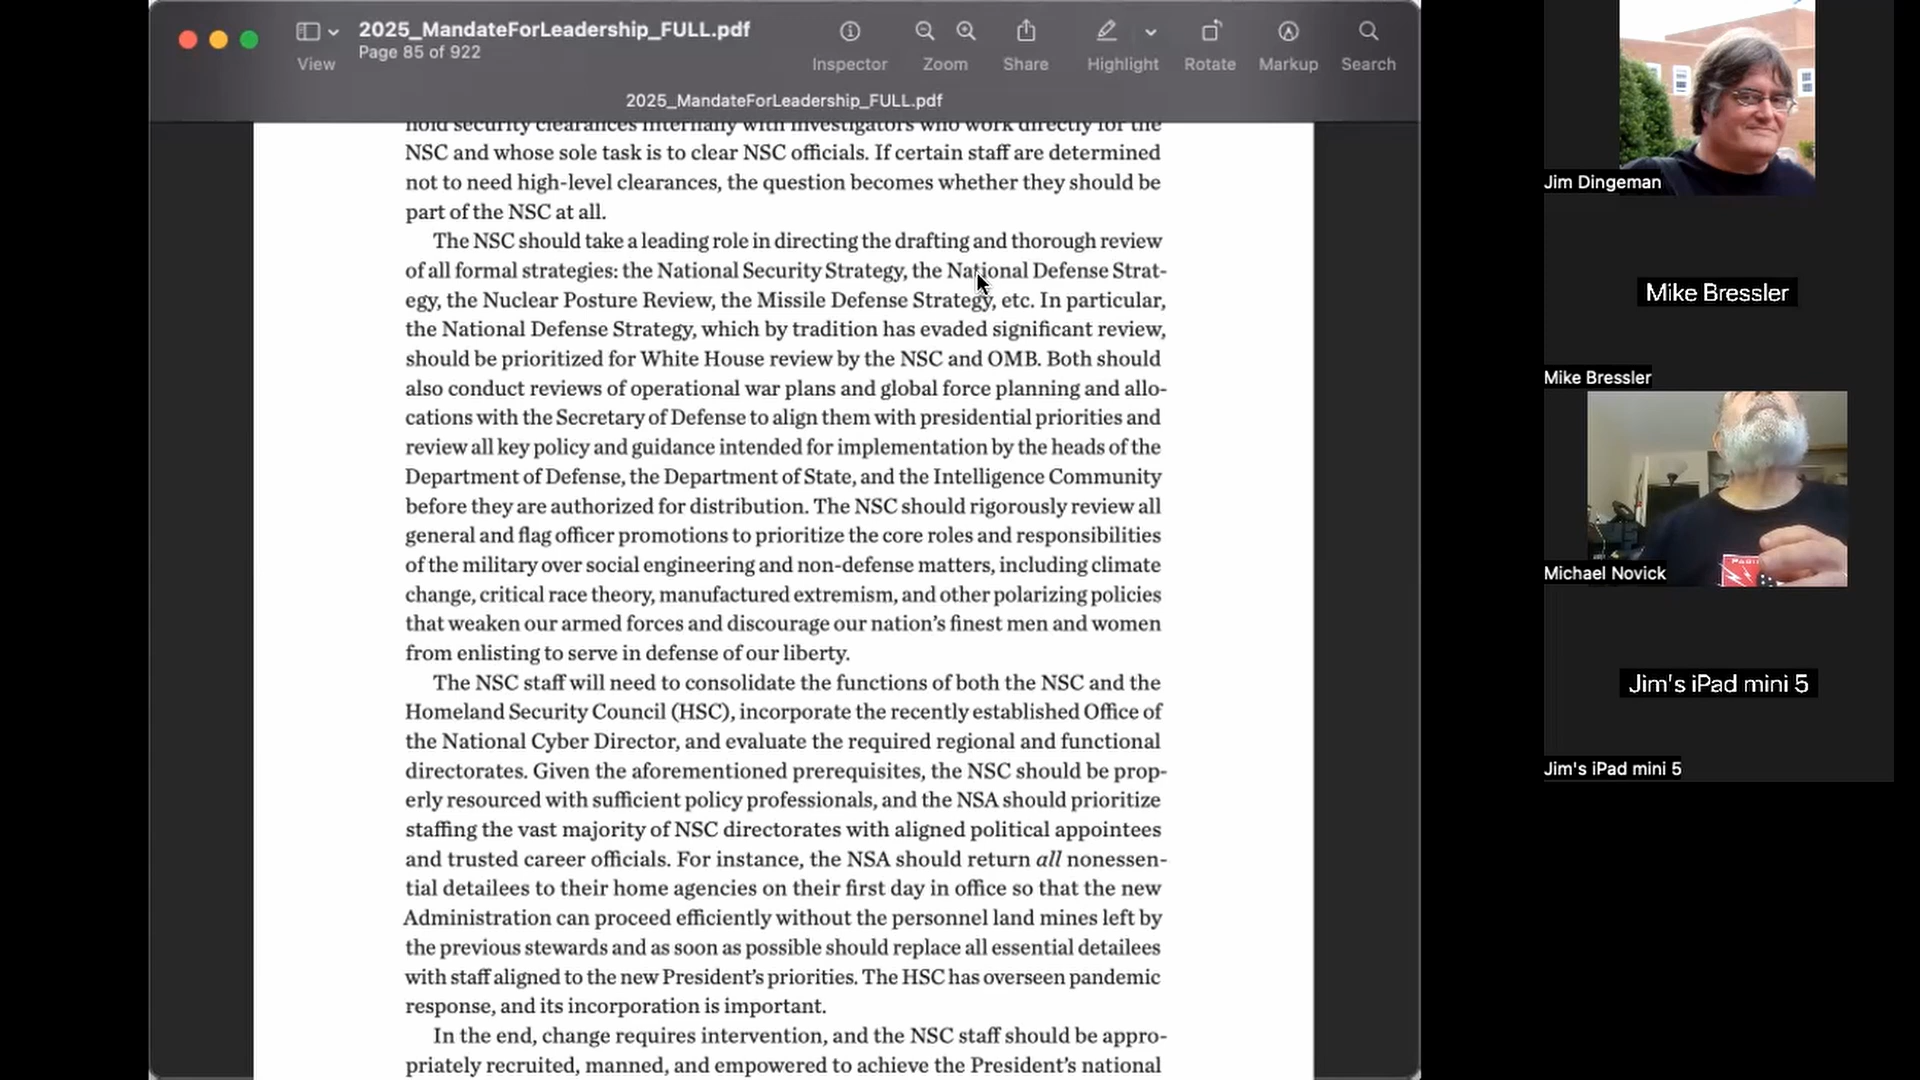 2025_MandateForLeadership_FULL.pdf
Page 85 of 922
View
Inspector
Zoom
Share
Highlight
Rotate
Markup
Search
2025_MandateForLeadership_FULL.pdf
hold security clearances internally with investigators who work directly for the
NSC and whose sole task is to clear NSC officials. If certain staff are determined
not to need high-level clearances, the question becomes whether they should be
part of the NSC at all.
The NSC should take a leading role in directing the drafting and thorough review
of all formal strategies: the National Security Strategy, the National Defense Strat-
egy, the Nuclear Posture Review, the Missile Defense Strategy, etc. In particular,
the National Defense Strategy, which by tradition has evaded significant review,
should be prioritized for White House review by the NSC and OMB. Both should
also conduct reviews of operational war plans and global force planning and allo-
cations with the Secretary of Defense to align them with presidential priorities and
review all key policy and guidance intended for implementation by the heads of the
Department of Defense, the Department of State, and the Intelligence Community
before they are authorized for distribution. The NSC should rigorously review all
general and flag officer promotions to prioritize the core roles and responsibilities
of the military over social engineering and non-defense matters, including climate
change, critical race theory, manufactured extremism, and other polarizing policies
that weaken our armed forces and discourage our nation's finest men and women
from enlisting to serve in defense of our liberty.
The NSC staff will need to consolidate the functions of both the NSC and the
Homeland Security Council (HSC), incorporate the recently established Office of
the National Cyber Director, and evaluate the required regional and functional
directorates. Given the aforementioned prerequisites, the NSC should be prop-
erly resourced with sufficient policy professionals, and the NSA should prioritize
staffing the vast majority of NSC directorates with aligned political appointees
and trusted career officials. For instance, the NSA should return all nonessen-
tial detailees to their home agencies on their first day in office so that the new
Administration can proceed efficiently without the personnel land mines left by
the previous stewards and as soon as possible should replace all essential detailees
with staff aligned to the new President's priorities. The HSC has overseen pandemic
response, and its incorporation is important.
In the end, change requires intervention, and the NSC staff should be appro-
priately recruited, manned, and empowered to achieve the President's national
Jim Dingeman
Mike Bressler
Mike Bressler
Michael Novick
Jim's iPad mini 5
Jim's iPad mini 5